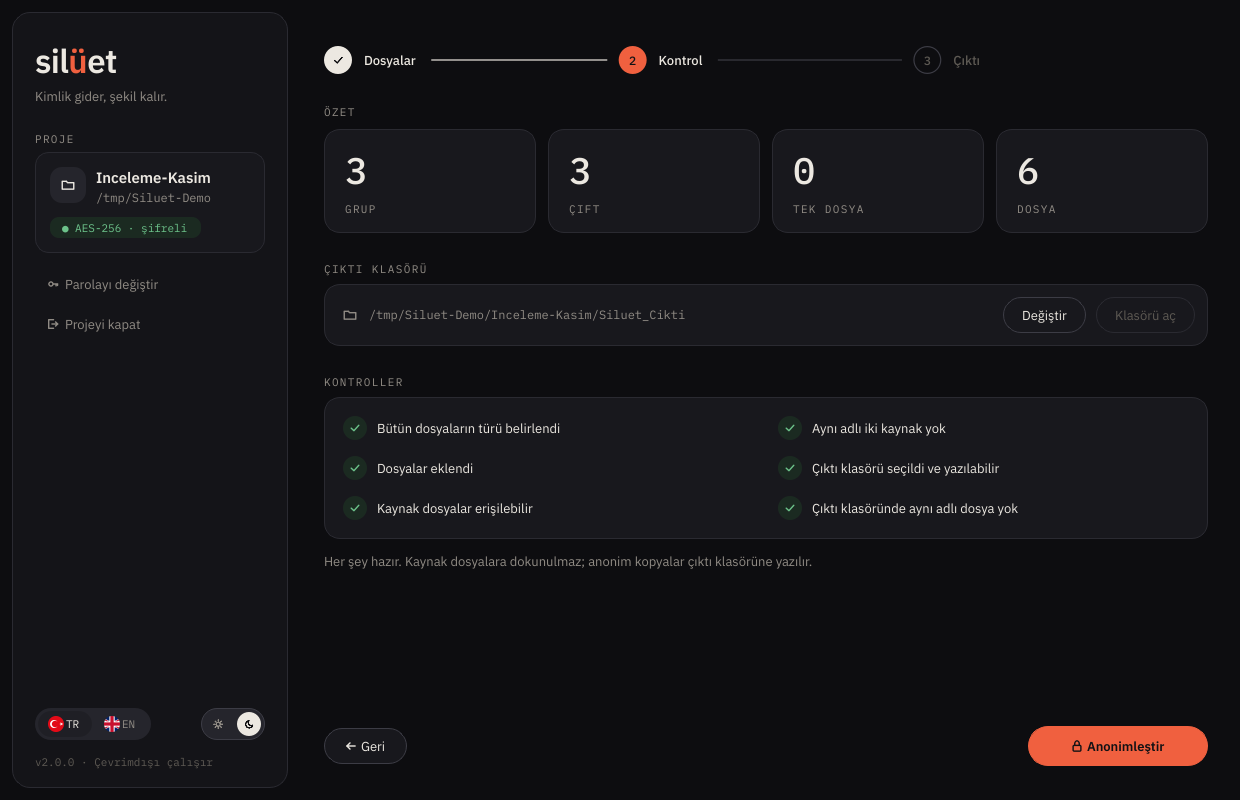 silüet
Kimlik gider, şekil kalır.
PROJE
Inceleme-Kasim
/tmp/Siluet-Demo
AES-256 · şifreli
Parolayı değiştir
Projeyi kapat
TR EN
v2.0.0 · Çevrimdışı çalışır
Dosyalar 2 Kontrol 3 Çıktı
ÖZET
3
GRUP
3
ÇİFT
0
TEK DOSYA
6
DOSYA
ÇIKTI KLASÖRÜ
/tmp/Siluet-Demo/Inceleme-Kasim/Siluet_Cikti Değiştir Klasörü aç
KONTROLLER
Bütün dosyaların türü belirlendi
Aynı adlı iki kaynak yok
Dosyalar eklendi
Çıktı klasörü seçildi ve yazılabilir
Kaynak dosyalar erişilebilir
Çıktı klasöründe aynı adlı dosya yok
Her şey hazır. Kaynak dosyalara dokunulmaz; anonim kopyalar çıktı klasörüne yazılır.
Geri
Anonimleştir